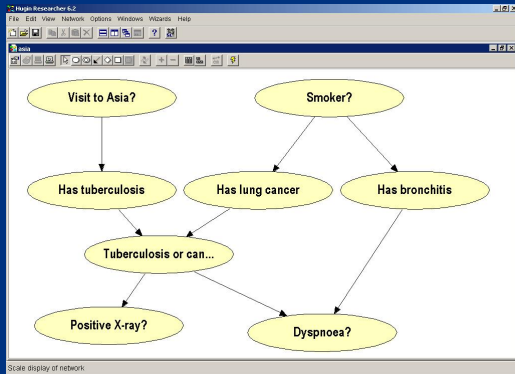 Hugin Researcher 6.2
File Edit View Network Options Windows Wizards Help
asia
Visit to Asia?
Smoker?
Has tuberculosis
Has lung cancer
Has bronchitis
Tuberculosis or can...
Positive X-ray?
Dyspnoea?
Scale display of network